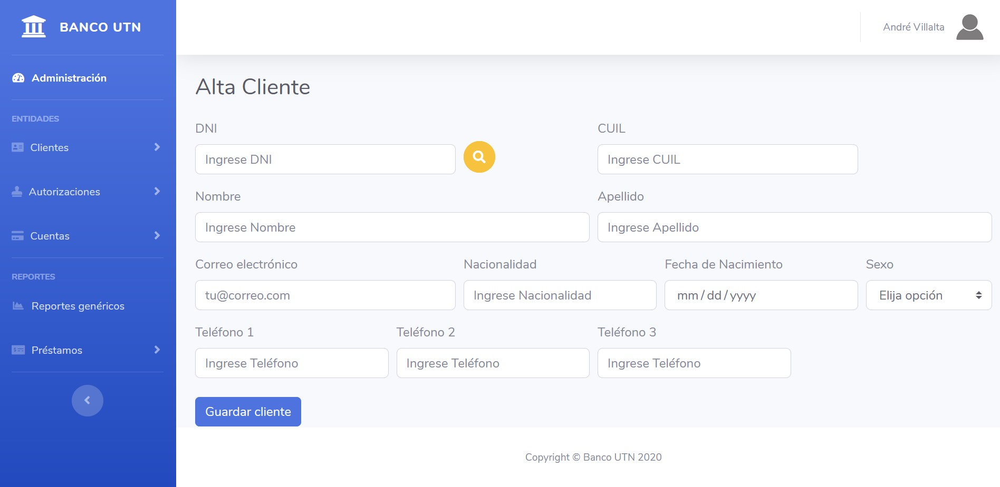 BANCO UTN
André Villalta
Administración
ENTIDADES
Clientes
Autorizaciones
Cuentas
REPORTES
Reportes genéricos
Préstamos
Alta Cliente
DNI
CUIL
Ingrese DNI
Ingrese CUIL
Nombre
Apellido
Ingrese Nombre
Ingrese Apellido
Correo electrónico
Nacionalidad
Fecha de Nacimiento
Sexo
tu@correo.com
Ingrese Nacionalidad
mm/dd/yyyy
Elija opción
Teléfono 1
Teléfono 2
Teléfono 3
Ingrese Teléfono
Ingrese Teléfono
Ingrese Teléfono
Guardar cliente
Copyright © Banco UTN 2020